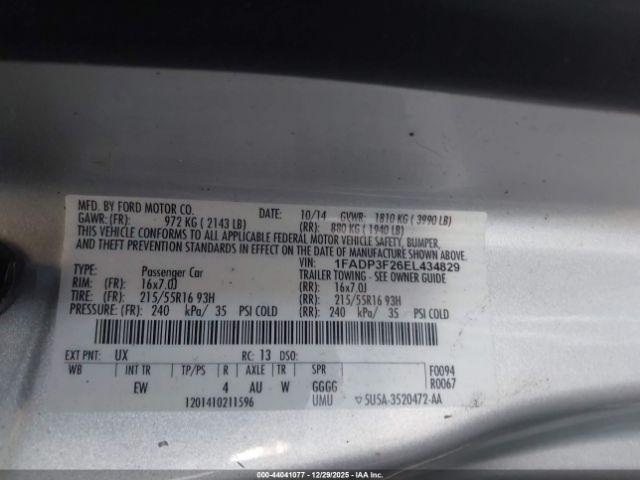 MFD. BY FORD MOTOR CO. DATE: 10/14 GVWR: 1810 KG ( 3990 LB)
GAWR: (FR): 972 KG ( 2143 LB) (RR): 880 KG ( 1940 LB)
THIS VEHICLE CONFORMS TO ALL APPLICABLE FEDERAL MOTOR VEHICLE SAFETY, BUMPER,
AND THEFT PREVENTION STANDARDS IN EFFECT ON THE DATE OF MANUFACTURE SHOWN ABOVE.
VIN: 1FADP3F26EL434829
TYPE: Passenger Car TRAILER TOWING - SEE OWNER GUIDE
RIM: (FR): 16x7.0J (RR): 16x7.0J
TIRE: (FR): 215/55R16 93H (RR): 215/55R16 93H
PRESSURE: (FR): 240 kPa/ 35 PSI COLD (RR): 240 kPa/ 35 PSI COLD
EXT PNT: UX RC: 13 DSO:
WB INT TR TP/PS R AXLE TR SPR F0094
EW 4 AU W GGGG R0067
1201410211596 UMU 5U5A-3520472-AA
000-44041077 - 12/29/2025 - IAAI.COM